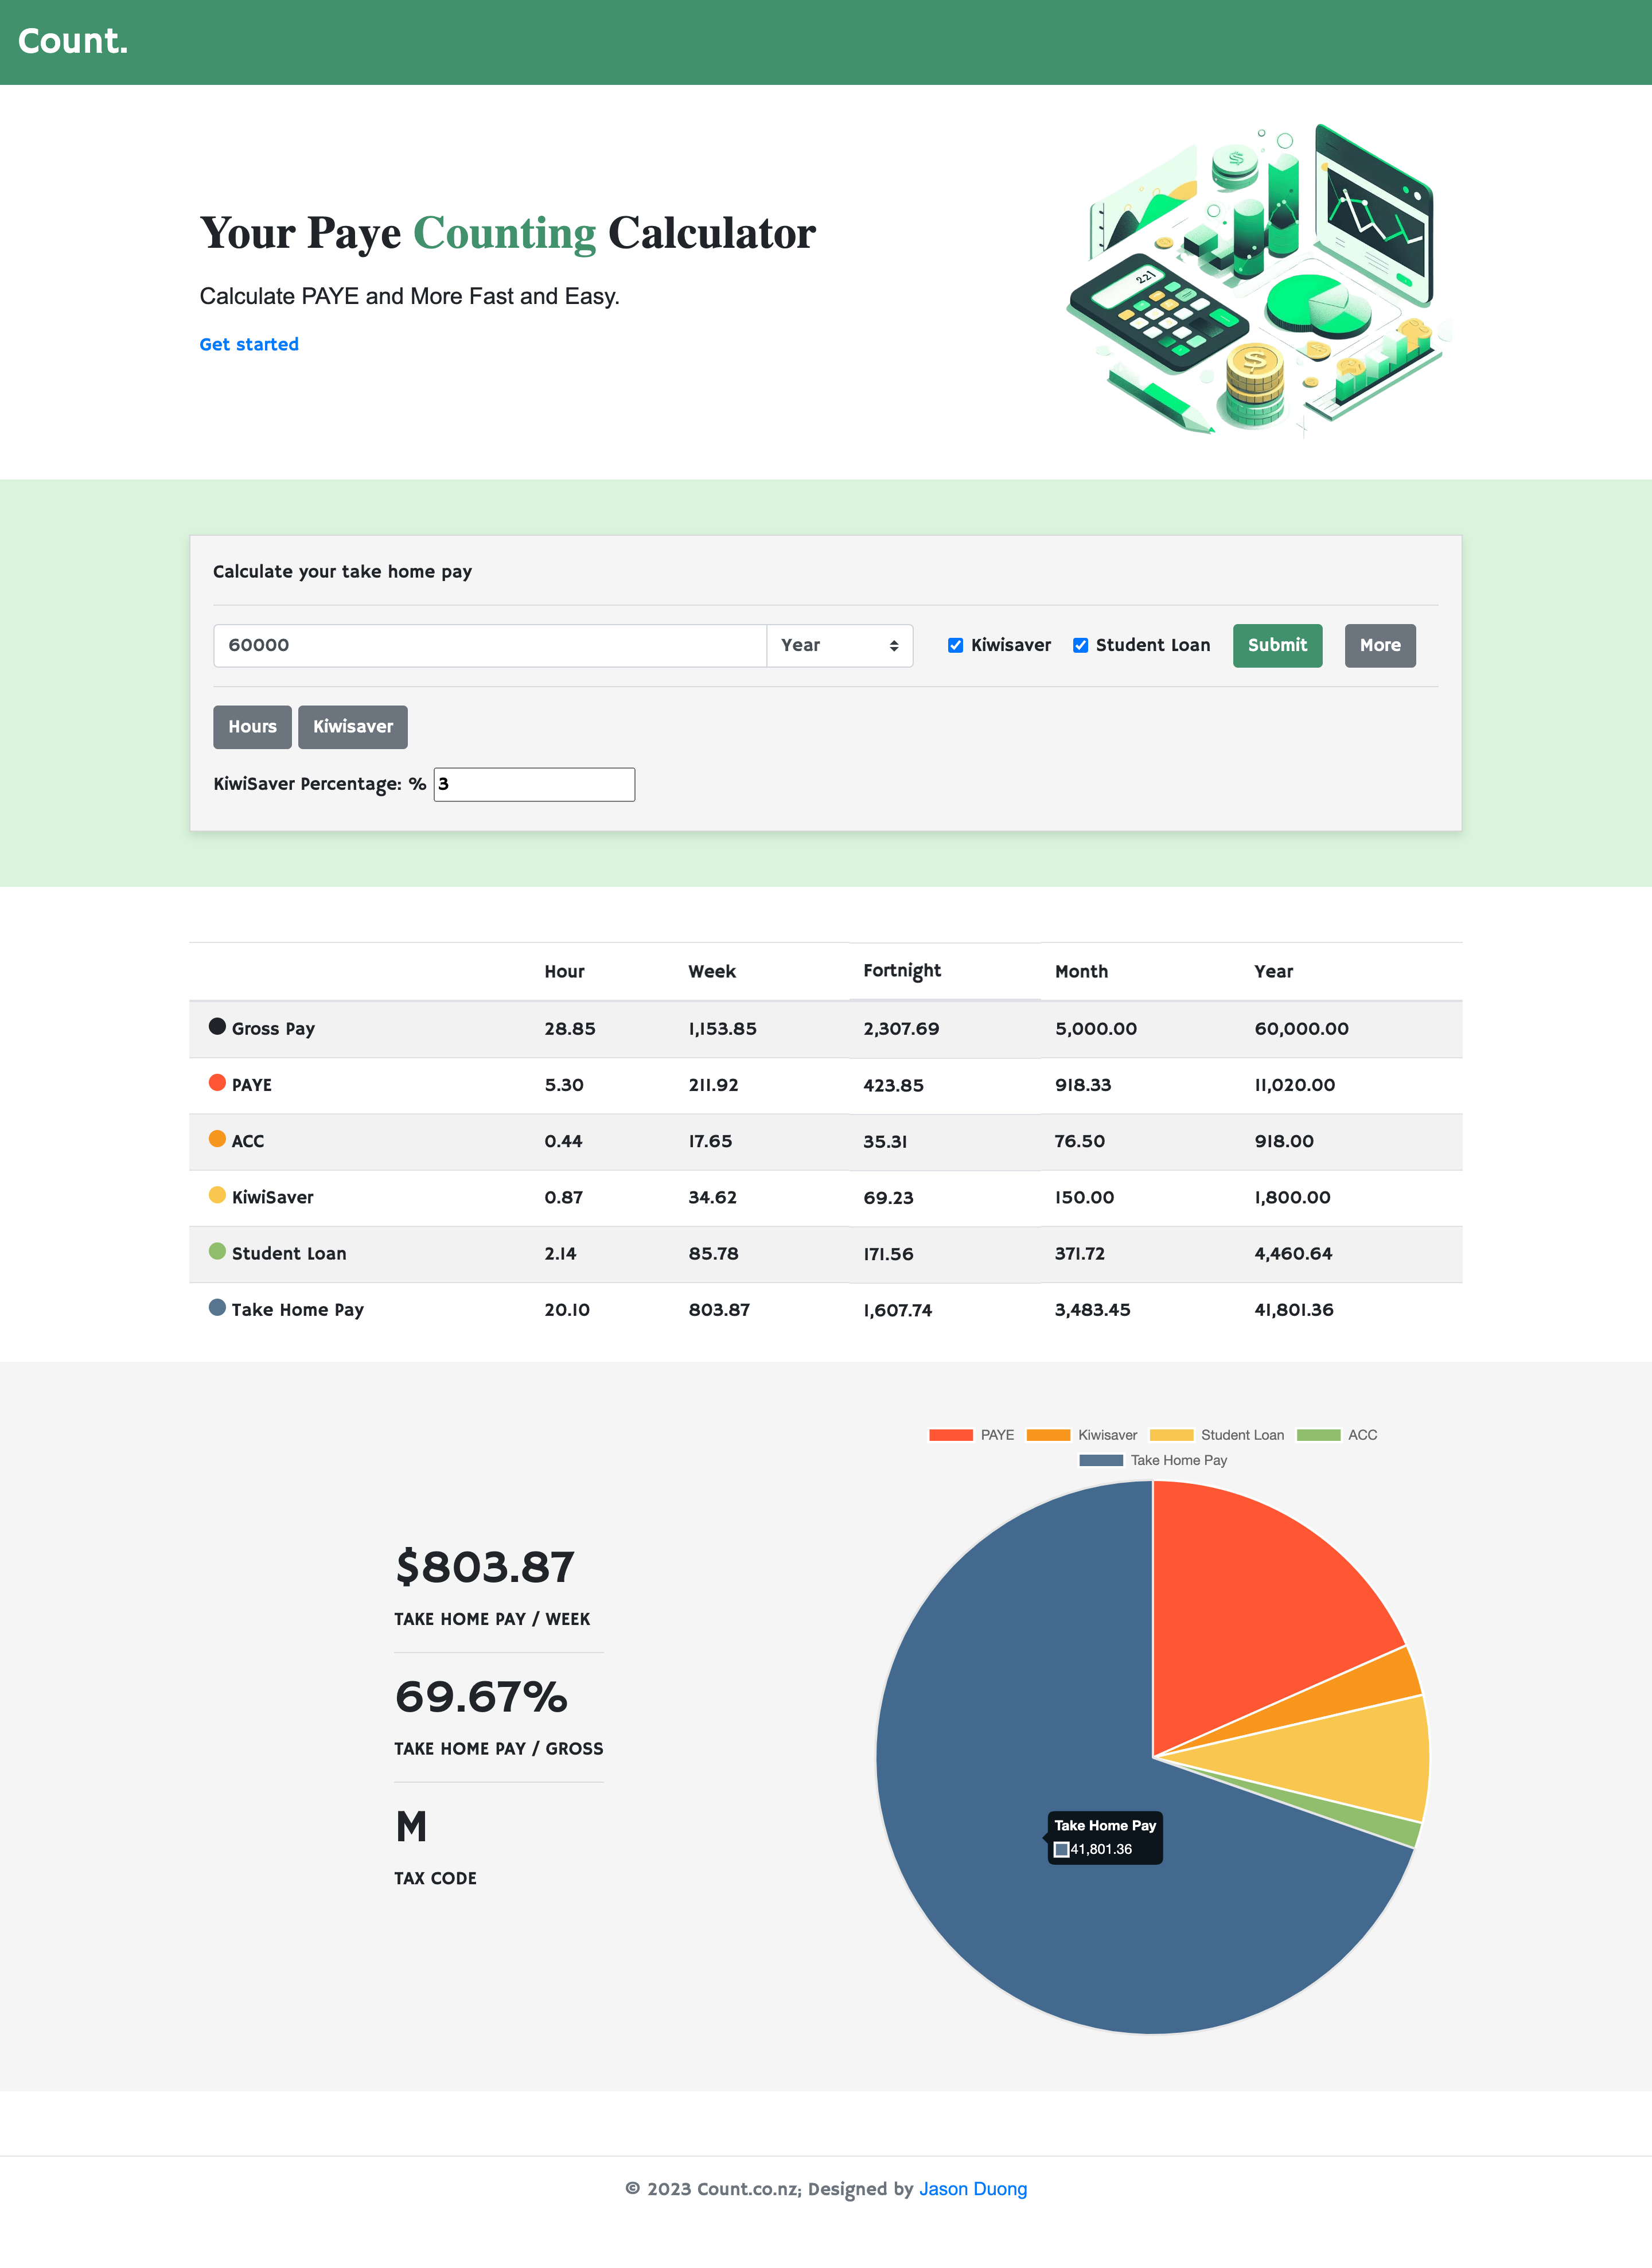 Count.
Your Paye Counting Calculator
Calculate PAYE and More Fast and Easy.
Get started
221
Calculate your take home pay
60000 Year Kiwisaver Student Loan Submit More
Hours Kiwisaver
KiwiSaver Percentage: % 3
Hour Week Fortnight Month Year
Gross Pay 28.85 1,153.85 2,307.69 5,000.00 60,000.00
PAYE 5.30 211.92 423.85 918.33 11,020.00
ACC 0.44 17.65 35.31 76.50 918.00
KiwiSaver 0.87 34.62 69.23 150.00 1,800.00
Student Loan 2.14 85.78 171.56 371.72 4,460.64
Take Home Pay 20.10 803.87 1,607.74 3,483.45 41,801.36
PAYE Kiwisaver Student Loan ACC
Take Home Pay
$803.87
TAKE HOME PAY / WEEK
69.67%
TAKE HOME PAY / GROSS
M
TAX CODE
Take Home Pay
41,801.36
© 2023 Count.co.nz; Designed by Jason Duong